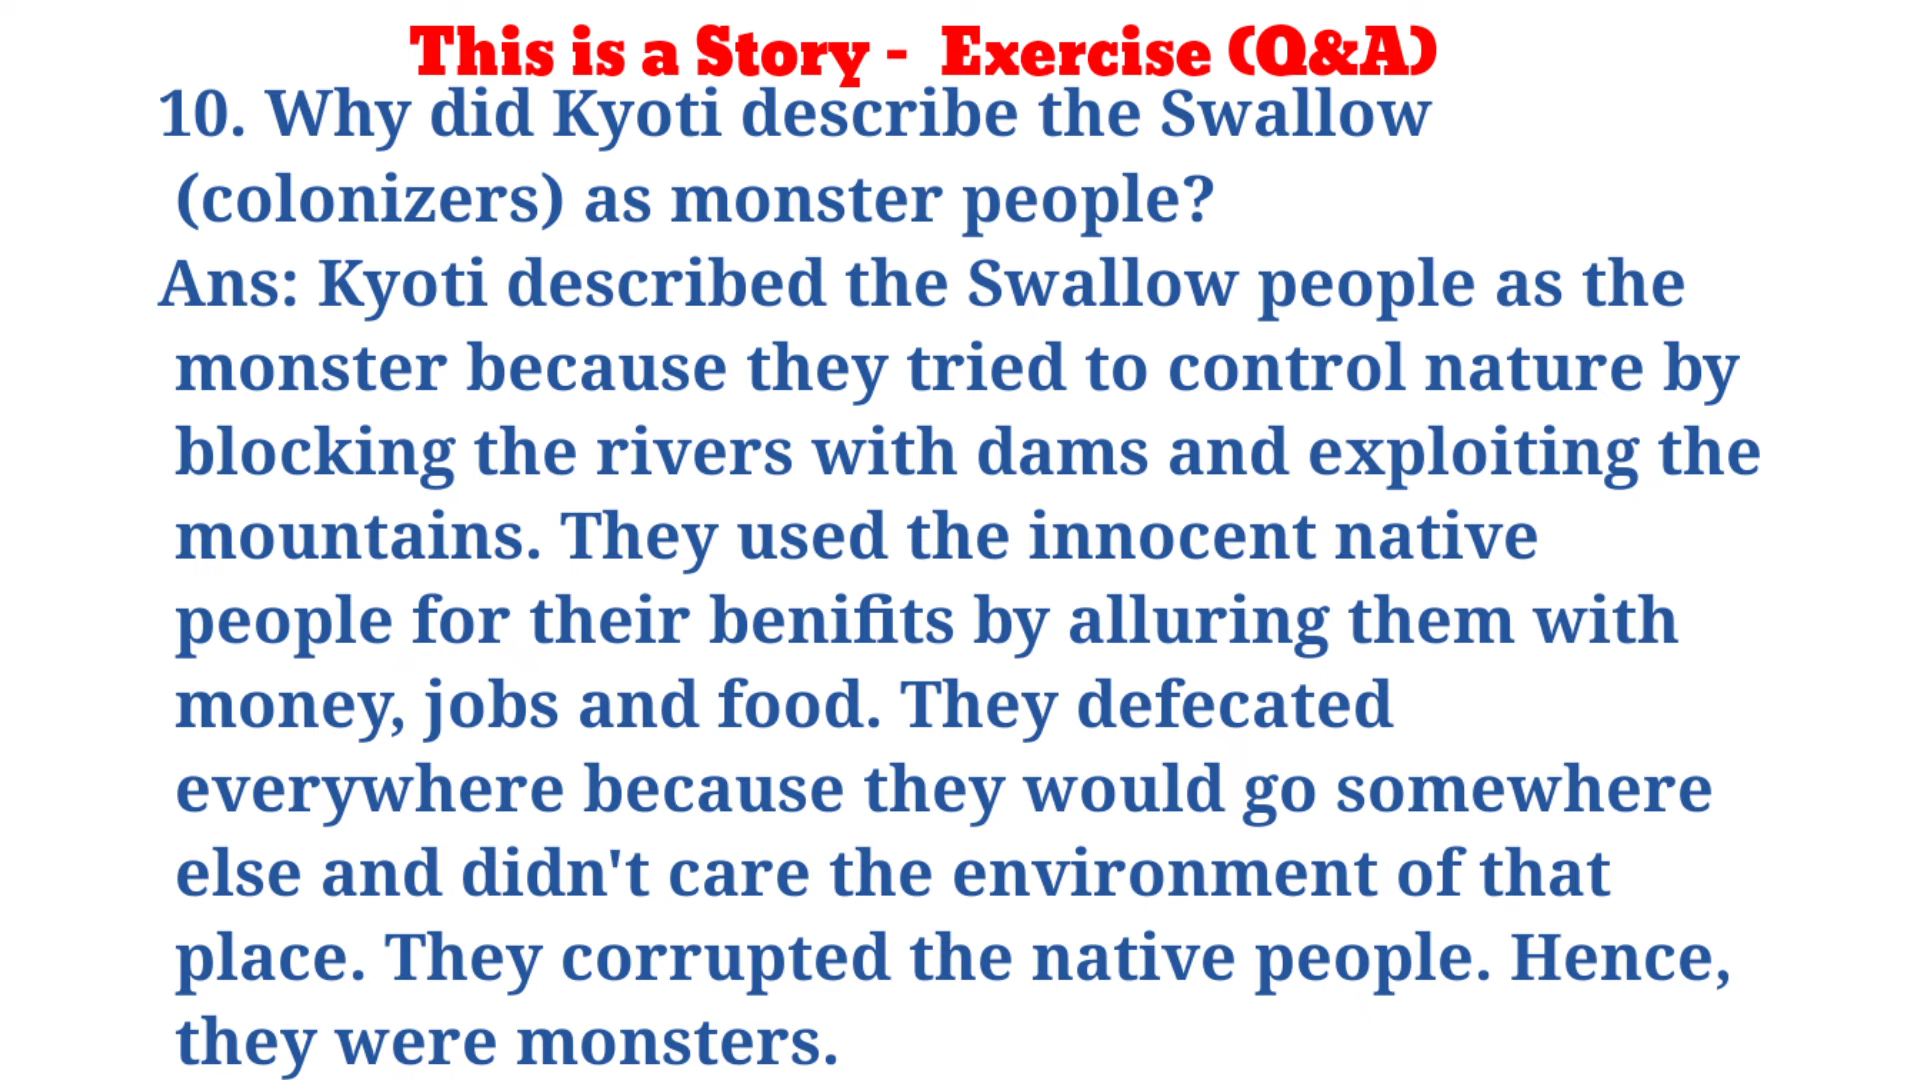 This is a Story - Exercise (Q&A)
10. Why did Kyoti describe the Swallow
(colonizers) as monster people?
Ans: Kyoti described the Swallow people as the
monster because they tried to control nature by
blocking the rivers with dams and exploiting the
mountains. They used the innocent native
people for their benifits by alluring them with
money, jobs and food. They defecated
everywhere because they would go somewhere
else and didn't care the environment of that
place. They corrupted the native people. Hence,
they were monsters.